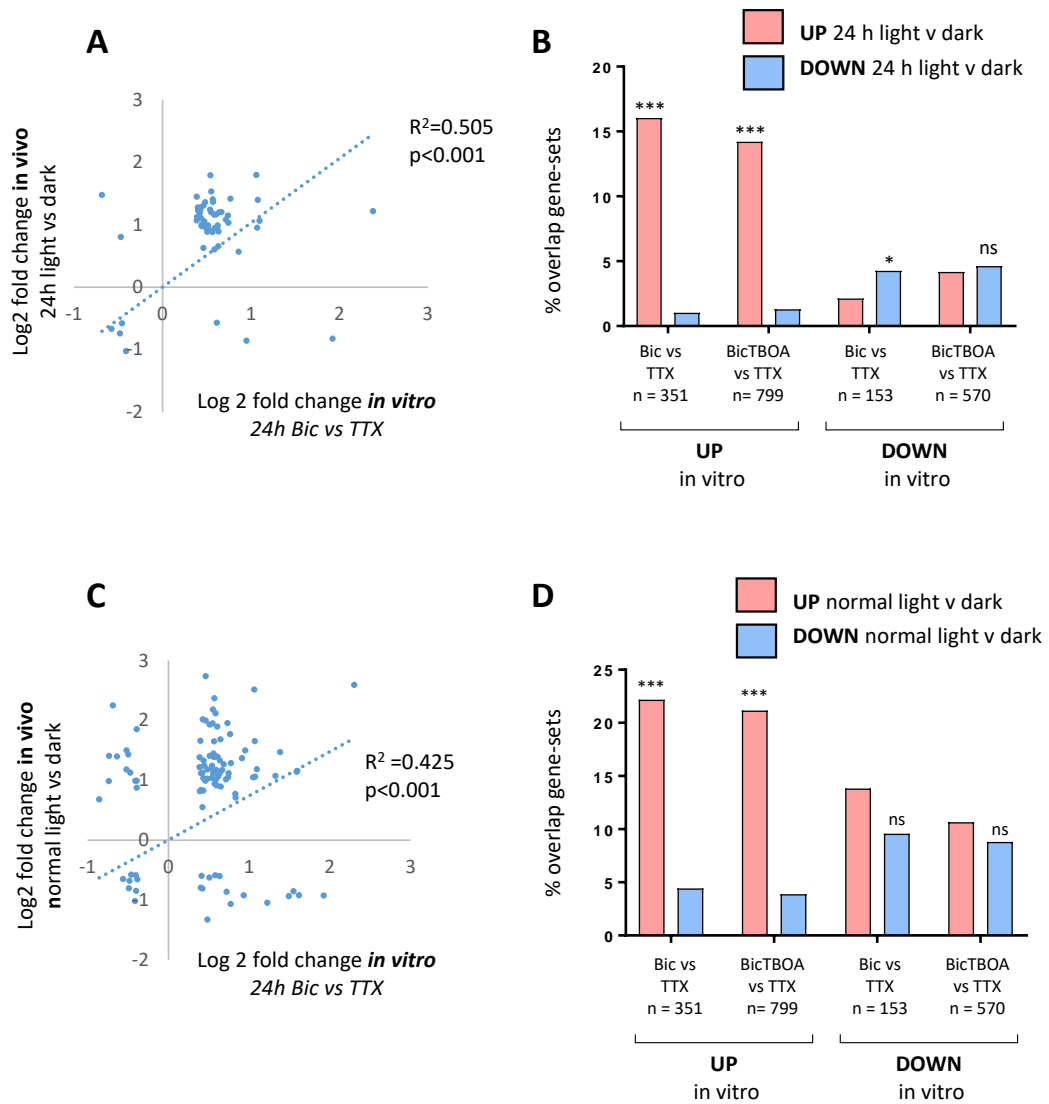 A
Log2 fold change in vivo
24h light vs dark
3
2
1
0
-1
-2
-1
0
1
2
3
R²=0.505
p<0.001
Log 2 fold change in vitro
24h Bic vs TTX
B
UP 24 h light v dark
DOWN 24 h light v dark
% overlap gene-sets
20
15
10
5
0
***
***
*
ns
Bic vs
TTX
n = 351
BicTBOA
vs TTX
n= 799
Bic vs
TTX
n = 153
BicTBOA
vs TTX
n = 570
UP
in vitro
DOWN
in vitro
C
Log2 fold change in vivo
normal light vs dark
3
2
1
0
-1
-2
-1
0
1
2
3
R² =0.425
p<0.001
Log 2 fold change in vitro
24h Bic vs TTX
D
UP normal light v dark
DOWN normal light v dark
% overlap gene-sets
25
20
15
10
5
0
***
***
ns
ns
Bic vs
TTX
n = 351
BicTBOA
vs TTX
n= 799
Bic vs
TTX
n = 153
BicTBOA
vs TTX
n = 570
UP
in vitro
DOWN
in vitro